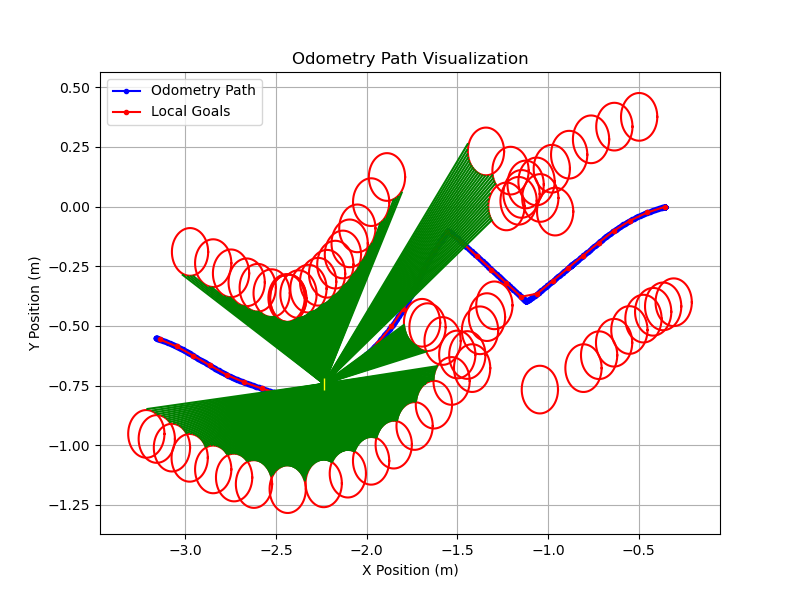 Odometry Path Visualization
Odometry Path
Local Goals
0.50
0.25
0.00
−0.25
−0.50
−0.75
−1.00
−1.25
Y Position (m)
−3.0 −2.5 −2.0 −1.5 −1.0 −0.5
X Position (m)